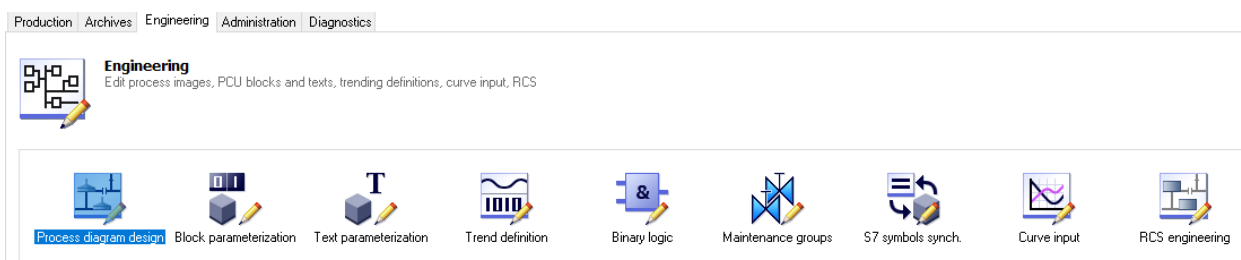 Production Archives Engineering Administration Diagnostics
Engineering
Edit process images, PCU blocks and texts, trending definitions, curve input, RCS
01 T 1010 &
Process diagram design Block parameterization Text parameterization Trend definition Binary logic Maintenance groups S7 symbols synch. Curve input RCS engineering